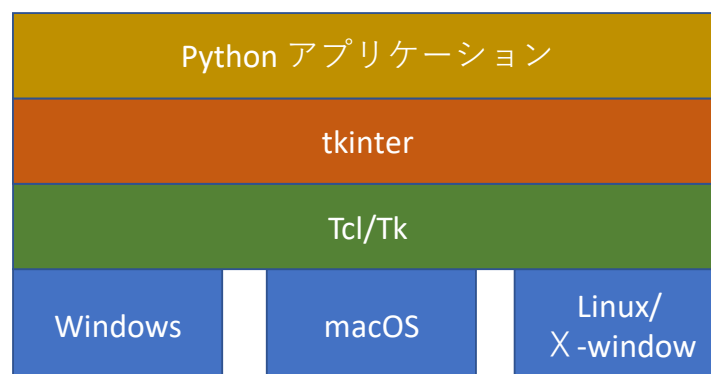 Python アプリケーション
tkinter
Tcl/Tk
Windows
macOS
Linux/
X -window